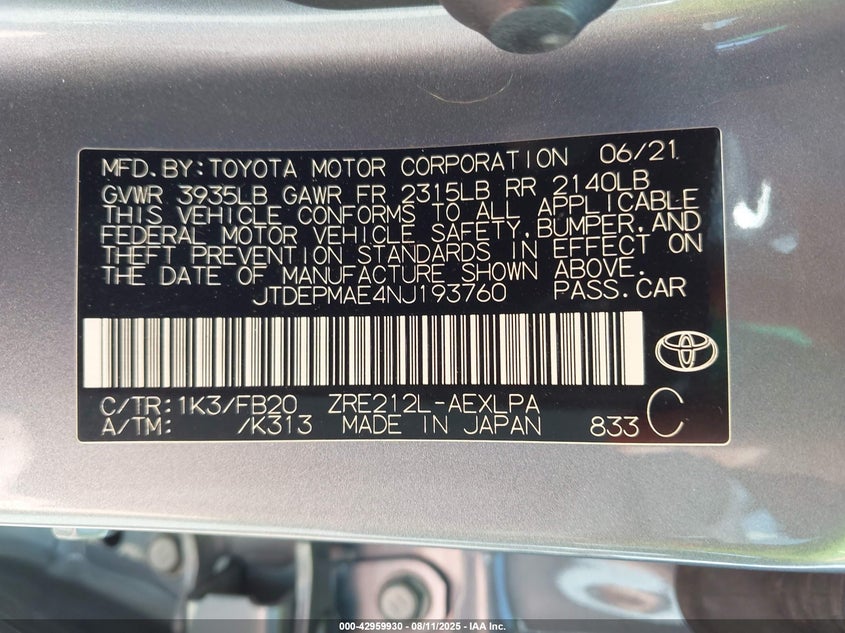 MFD.BY:TOYOTA MOTOR CORPORATION 06/21
GVWR 3935LB GAWR FR 2315LB RR 2140LB
THIS VEHICLE CONFORMS TO ALL APPLICABLE
FEDERAL MOTOR VEHICLE SAFETY,BUMPER,AND
THEFT PREVENTION STANDARDS IN EFFECT ON
THE DATE OF MANUFACTURE SHOWN ABOVE.
JTDEPMAE4NJ193760 PASS.CAR
C/TR:1K3/FB20 ZRE212L-AEXLPA
A/TM: /K313 MADE IN JAPAN 833 C
000-42959930 - 08/11/2025 - IAA Inc.